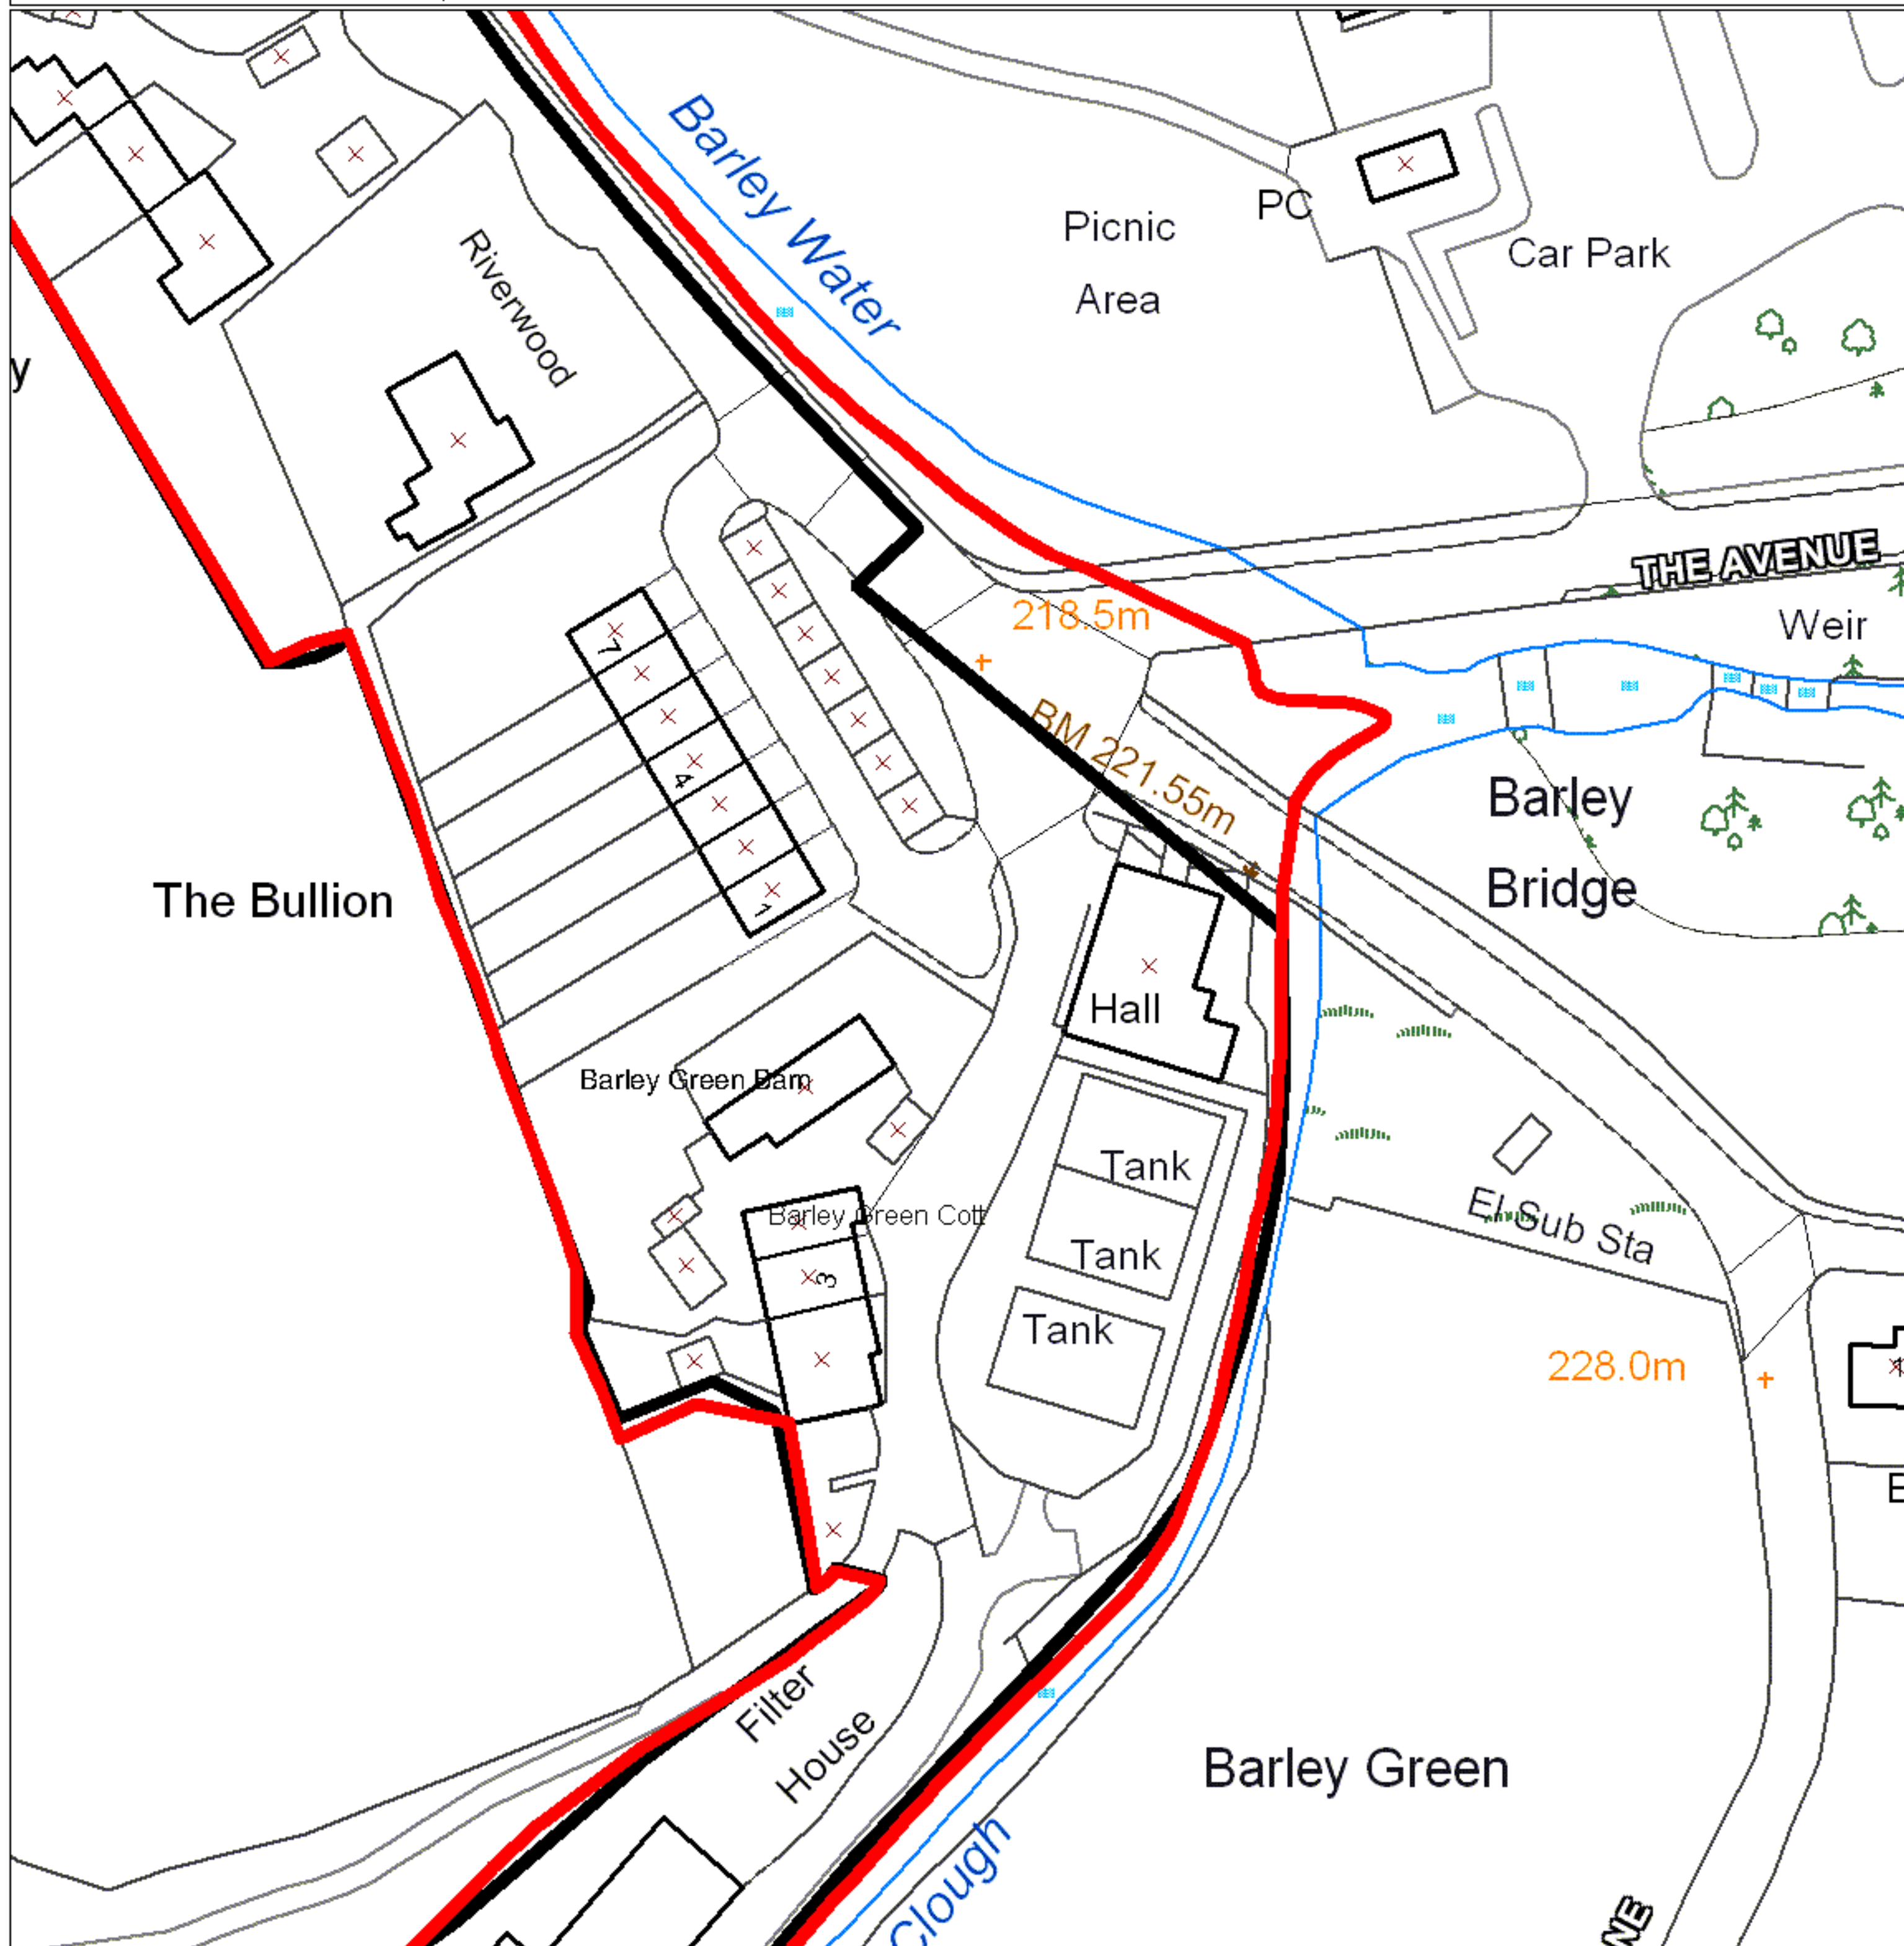 Barley Water
PC
Picnic
Area
Car Park
Riverwood
y
THE AVENUE
218.5m
Weir
7
BM 221.55m
4
Barley
Bridge
The Bullion
1
Hall
Barley Green Barn
Tank
Barley Green Cott
El Sub Sta
Tank
3
Tank
228.0m
E
Filter
House
Barley Green
Clough
NE